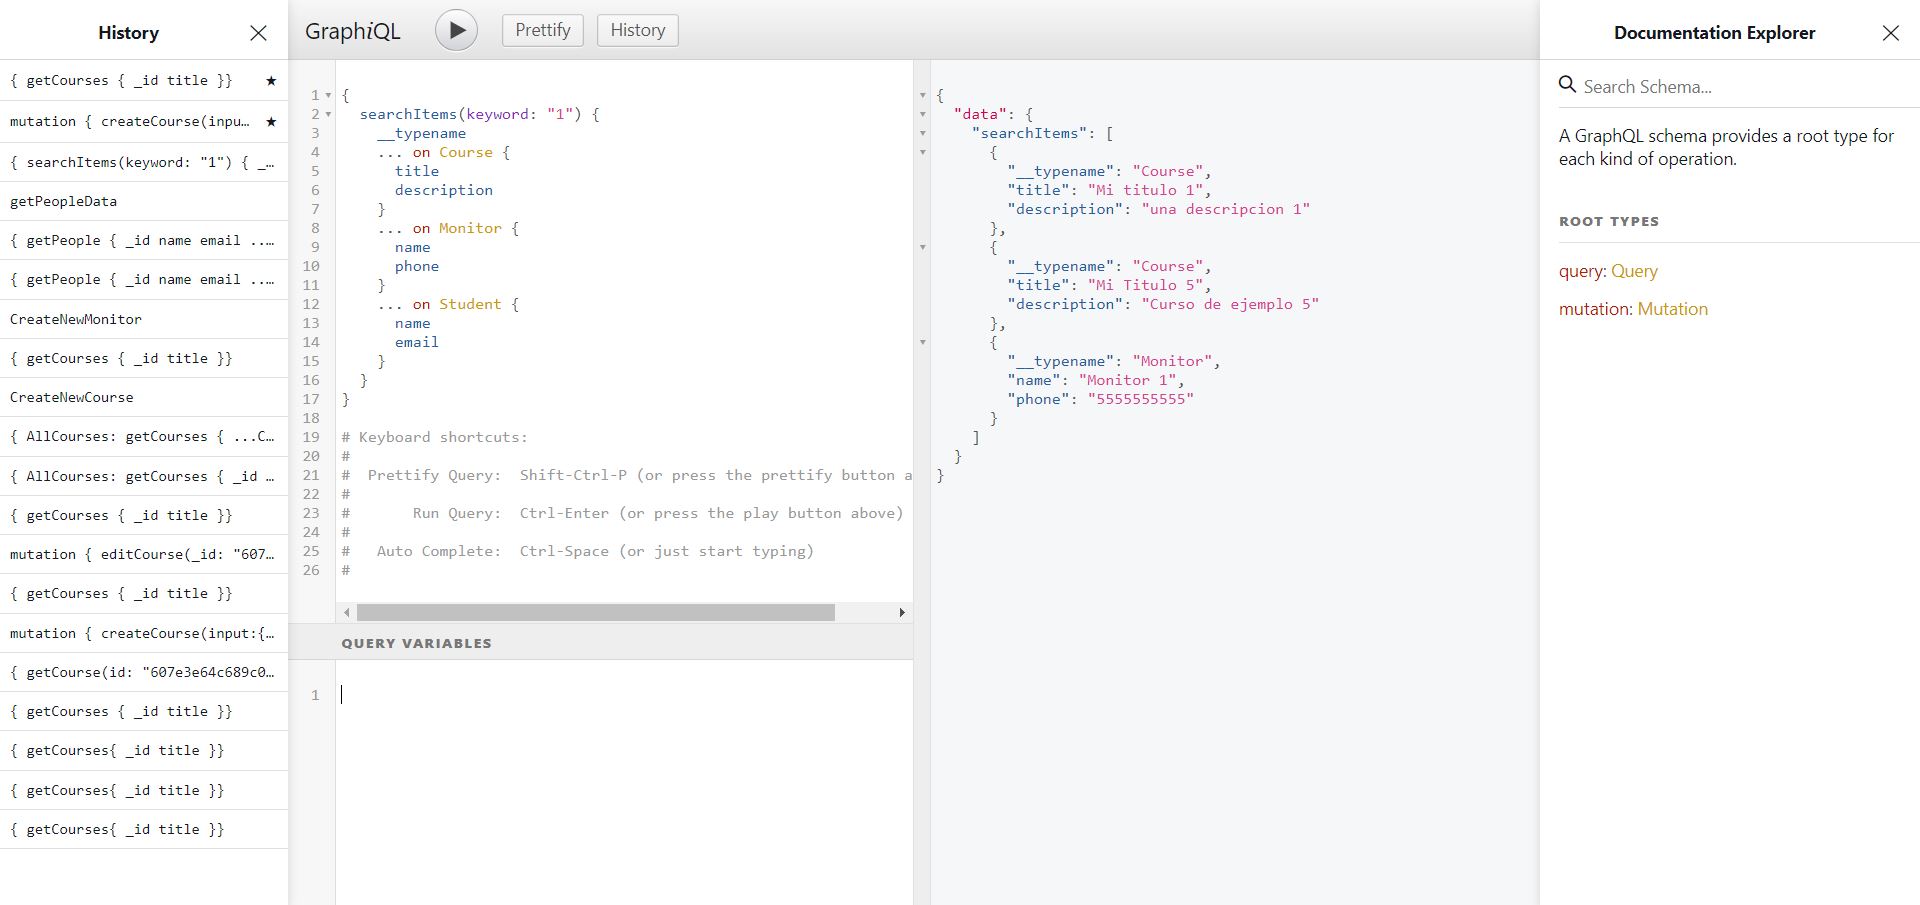 History
{ getCourses { _id title }} ★
mutation { createCourse(inpu... ★
{ searchItems(keyword: "1") { _...
getPeopleData
{ getPeople { _id name email ...…
{ getPeople { _id name email ...…
CreateNewMonitor
{ getCourses { _id title }}
CreateNewCourse
{ AllCourses: getCourses { ...C…
{ AllCourses: getCourses { _id …
{ getCourses { _id title }}
mutation { editCourse(_id: "607…
{ getCourses { _id title }}
mutation { createCourse(input:{…
{ getCourse(id: "607e3e64c689c0…
{ getCourses { _id title }}
{ getCourses{ _id title }}
{ getCourses{ _id title }}
{ getCourses{ _id title }}
GraphiQL
Prettify
History
1 {
2   searchItems(keyword: "1") {
3     __typename
4     ... on Course {
5       title
6       description
7     }
8     ... on Monitor {
9       name
10       phone
11     }
12     ... on Student {
13       name
14       email
15     }
16   }
17 }
18
19 # Keyboard shortcuts:
20 #
21 #  Prettify Query:  Shift-Ctrl-P (or press the prettify button a
22 #
23 #       Run Query:  Ctrl-Enter (or press the play button above)
24 #
25 #   Auto Complete:  Ctrl-Space (or just start typing)
26 #
QUERY VARIABLES
1
{
  "data": {
    "searchItems": [
      {
        "__typename": "Course",
        "title": "Mi titulo 1",
        "description": "una descripcion 1"
      },
      {
        "__typename": "Course",
        "title": "Mi Titulo 5",
        "description": "Curso de ejemplo 5"
      },
      {
        "__typename": "Monitor",
        "name": "Monitor 1",
        "phone": "5555555555"
      }
    ]
  }
}
Documentation Explorer
Search Schema...
A GraphQL schema provides a root type for
each kind of operation.
ROOT TYPES
query: Query
mutation: Mutation